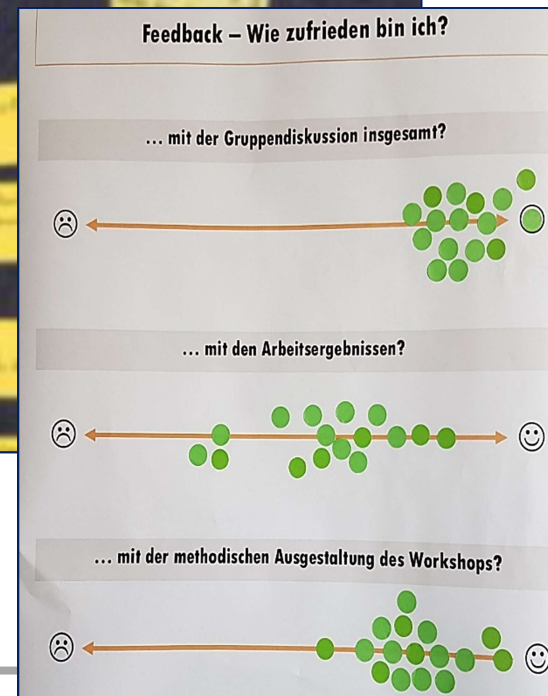 Feedback – Wie zufrieden bin ich?
... mit der Gruppendiskussion insgesamt?
... mit den Arbeitsergebnissen?
... mit der methodischen Ausgestaltung des Workshops?